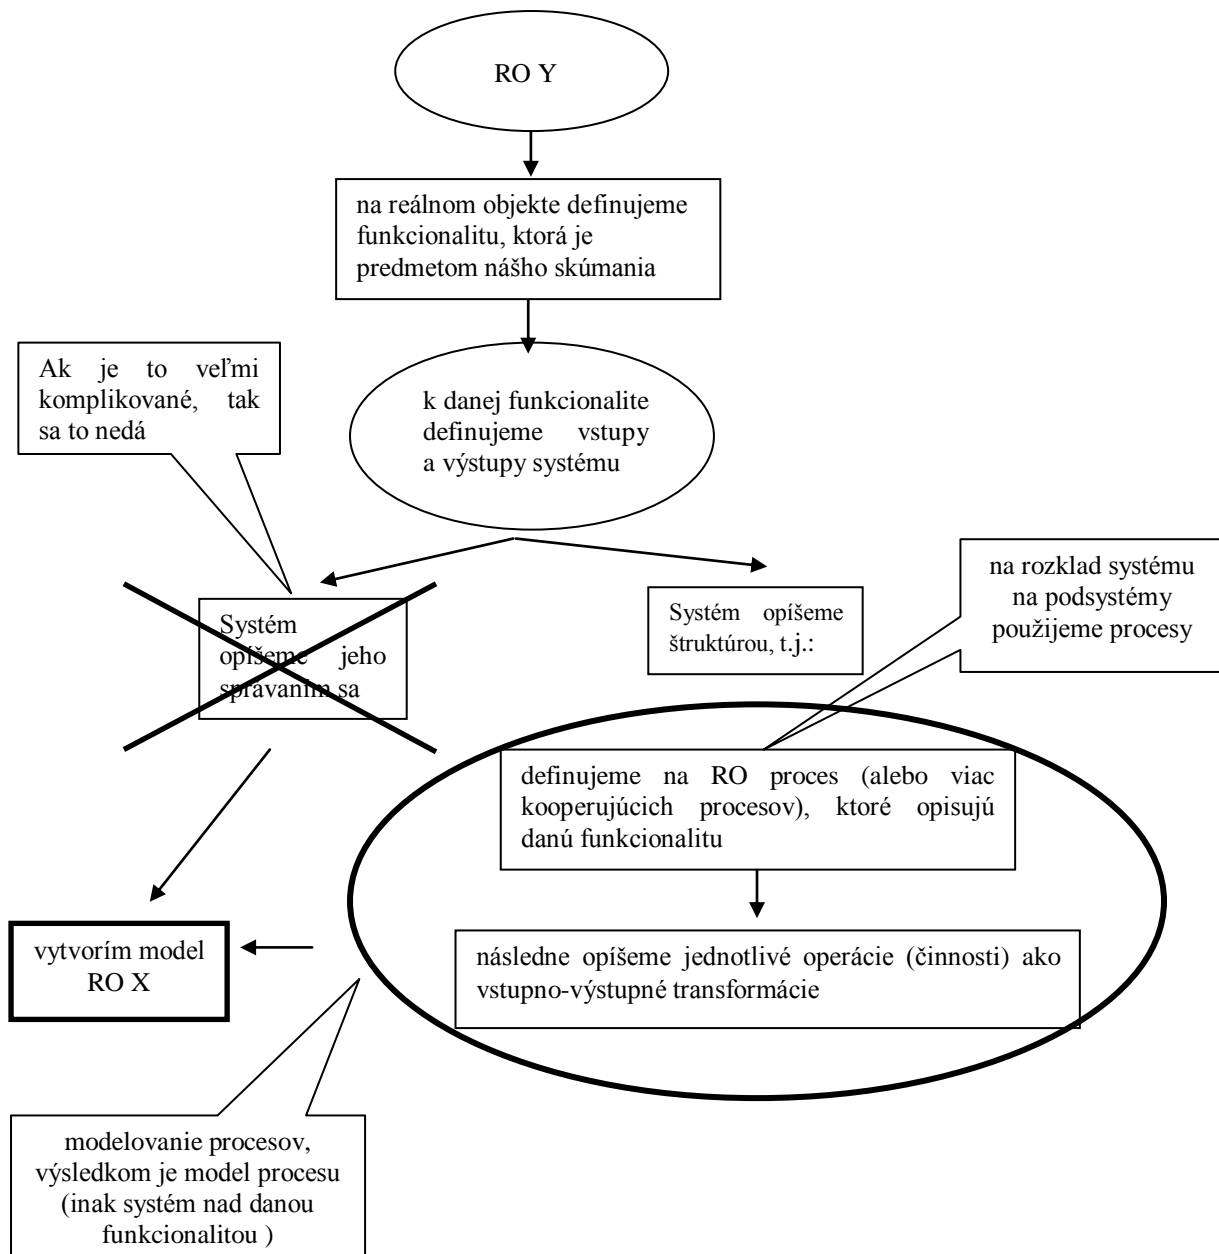 RO Y
na reálnom objekte definujeme
funkcionalitu, ktorá je
predmetom nášho skúmania
Ak je to veľmi
komplikované, tak
sa to nedá
k danej funkcionalite
definujeme vstupy
a výstupy systému
na rozklad systému
na podsystémy
použijeme procesy
Systém
opíšeme jeho
správaním sa
Systém opíšeme
štruktúrou, t.j.:
definujeme na RO proces (alebo viac
kooperujúcich procesov), ktoré opisujú
danú funkcionalitu
vytvorím model
RO X
následne opíšeme jednotlivé operácie (činnosti) ako
vstupno-výstupné transformácie
modelovanie procesov,
výsledkom je model procesu
(inak systém nad danou
funkcionalitou )